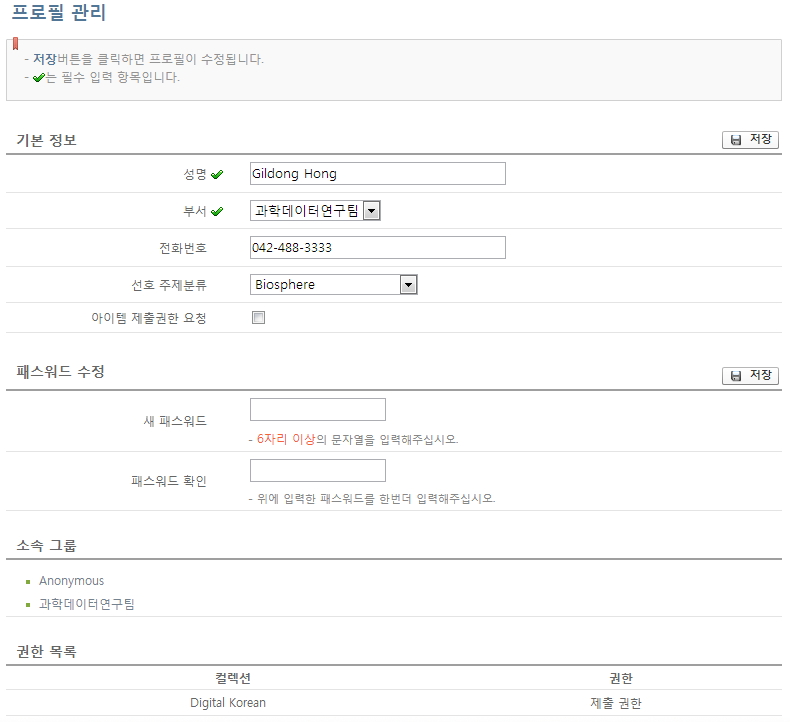 프로필 관리
- 저장버튼을 클릭하면 프로필이 수정됩니다.
- 는 필수 입력 항목입니다.
기본 정보 저장
성명 Gildong Hong
부서 과학데이터연구팀
전화번호 042-488-3333
선호 주제분류 Biosphere
아이템 제출권한 요청
패스워드 수정 저장
새 패스워드
- 6자리 이상의 문자열을 입력해주십시오.
패스워드 확인
- 위에 입력한 패스워드를 한번더 입력해주십시오.
소속 그룹
Anonymous
과학데이터연구팀
권한 목록
컬렉션 권한
Digital Korean 제출 권한